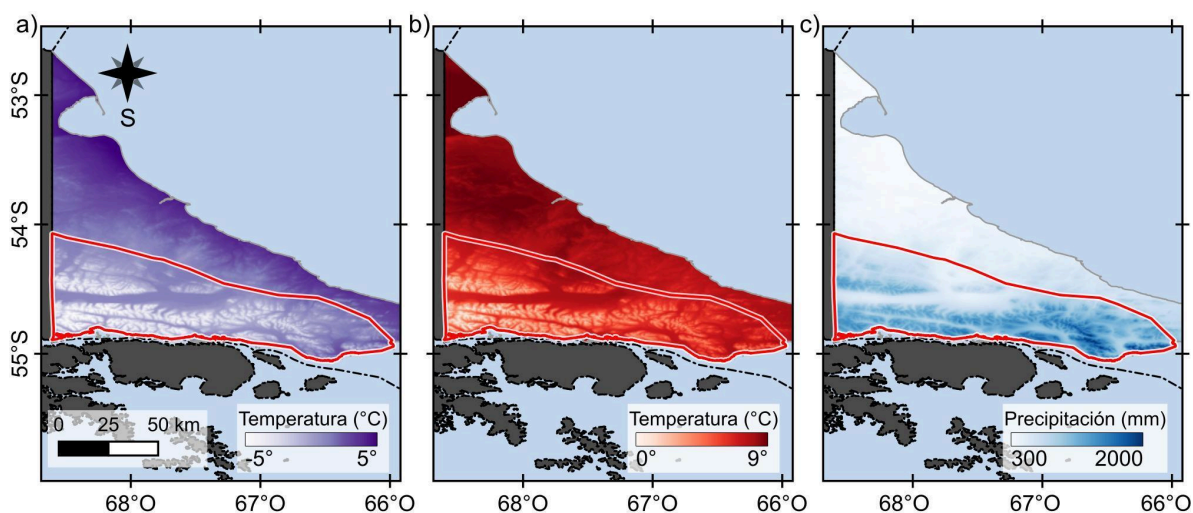 a)
b)
c)
S
53°S
54°S
55°S
0 25 50 km
Temperatura (°C)
-5° 5°
Temperatura (°C)
0° 9°
Precipitación (mm)
300 2000
68°O 67°O 66°O
68°O 67°O 66°O
68°O 67°O 66°O